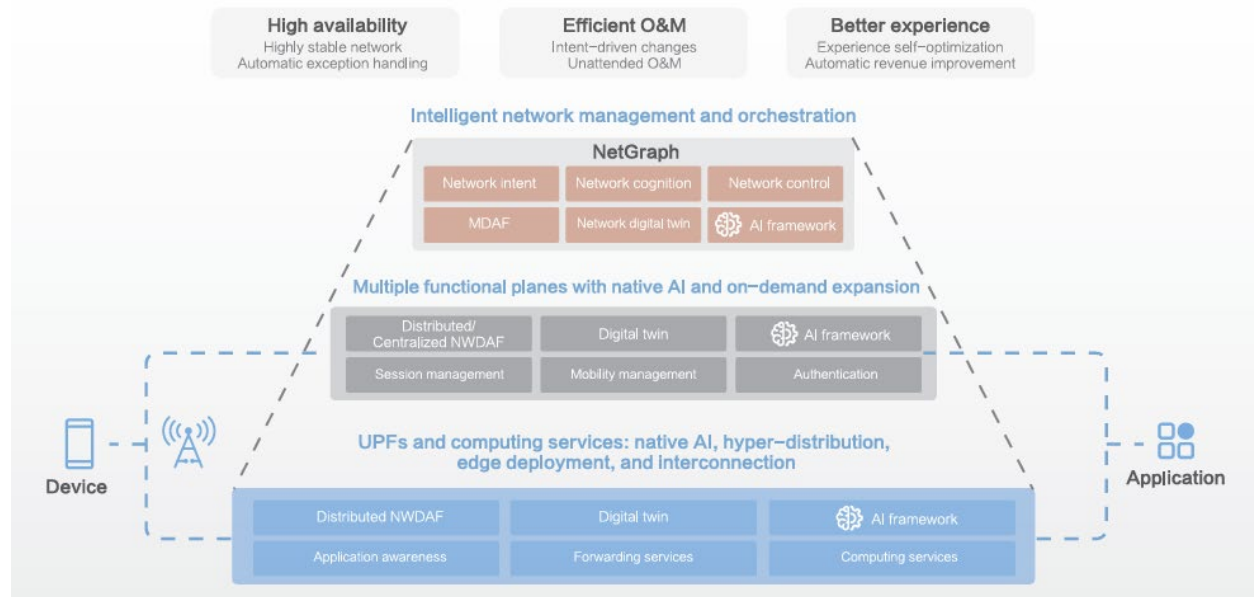 High availability
Highly stable network
Automatic exception handling
Efficient O&M
Intent-driven changes
Unattended O&M
Better experience
Experience self-optimization
Automatic revenue improvement
Intelligent network management and orchestration
NetGraph
Network intent
Network cognition
Network control
MDAF
Network digital twin
AI framework
Multiple functional planes with native AI and on-demand expansion
Distributed/
Centralized NWDAF
Digital twin
AI framework
Session management
Mobility management
Authentication
UPFs and computing services: native AI, hyper-distribution,
edge deployment, and interconnection
Device
Application
Distributed NWDAF
Digital twin
AI framework
Application awareness
Forwarding services
Computing services